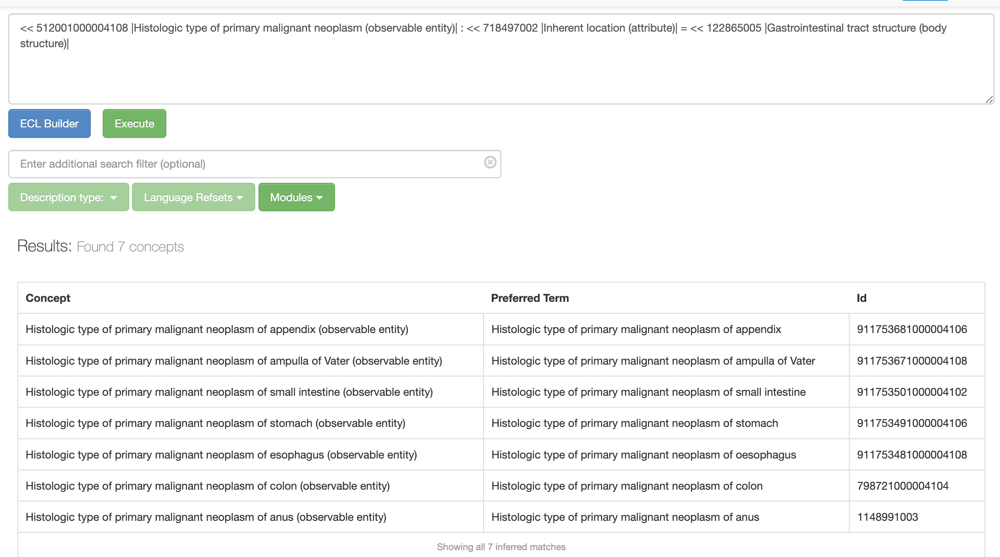 << 512001000004108 |Histologic type of primary malignant neoplasm (observable entity)| : << 718497002 |Inherent location (attribute)| = << 122865005 |Gastrointestinal tract structure (body
structure)|
ECL Builder Execute
Enter additional search filter (optional)
Description type: Language Refsets Modules
Results: Found 7 concepts
Concept Preferred Term Id
Histologic type of primary malignant neoplasm of appendix (observable entity) Histologic type of primary malignant neoplasm of appendix 911753681000004106
Histologic type of primary malignant neoplasm of ampulla of Vater (observable entity) Histologic type of primary malignant neoplasm of ampulla of Vater 911753671000004108
Histologic type of primary malignant neoplasm of small intestine (observable entity) Histologic type of primary malignant neoplasm of small intestine 911753501000004102
Histologic type of primary malignant neoplasm of stomach (observable entity) Histologic type of primary malignant neoplasm of stomach 911753491000004106
Histologic type of primary malignant neoplasm of esophagus (observable entity) Histologic type of primary malignant neoplasm of oesophagus 911753481000004108
Histologic type of primary malignant neoplasm of colon (observable entity) Histologic type of primary malignant neoplasm of colon 798721000004104
Histologic type of primary malignant neoplasm of anus (observable entity) Histologic type of primary malignant neoplasm of anus 1148991003
Showing all 7 inferred matches